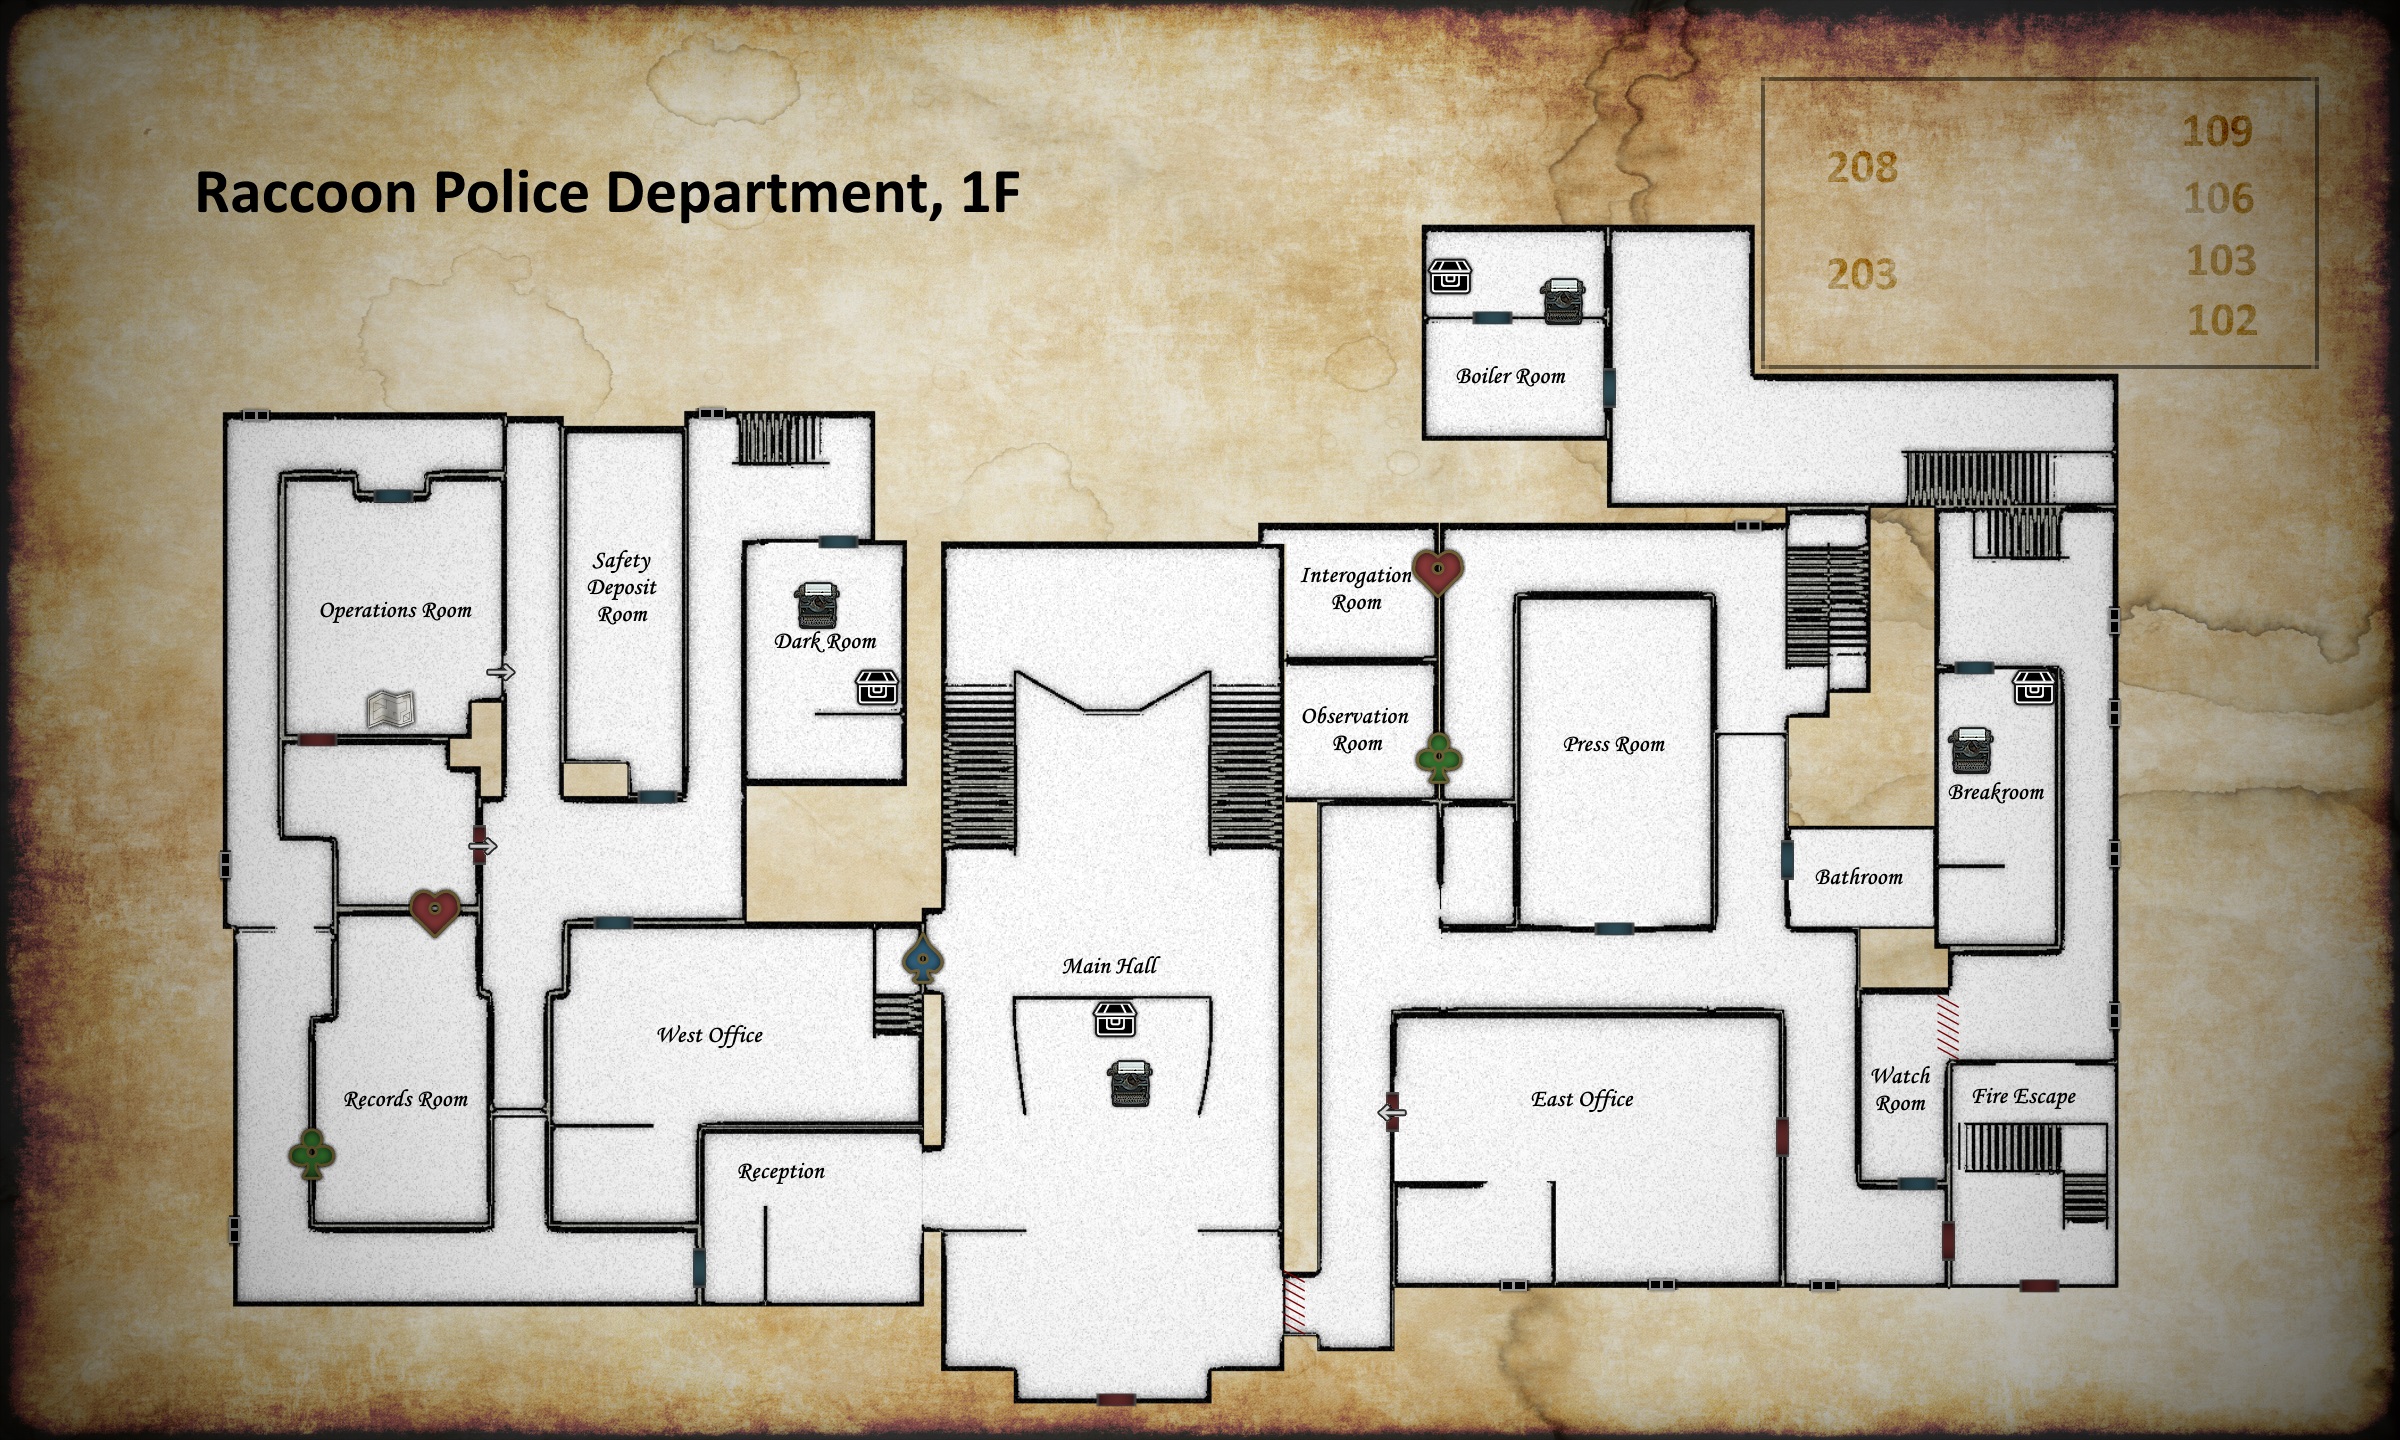 Raccoon Police Department, 1F
109
208
106
203
103
102
Boiler Room
Operations Room
Safety
Deposit
Room
Dark Room
Interogation
Room
Observation
Room
Press Room
Breakroom
Bathroom
Main Hall
West Office
Records Room
Reception
East Office
Watch
Room
Fire Escape